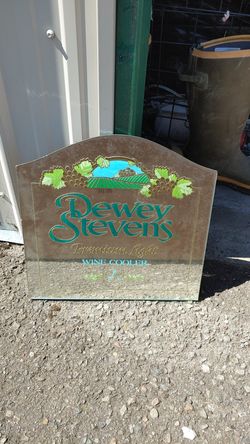 Dewey
Stevens
Premium Light
WINE COOLER